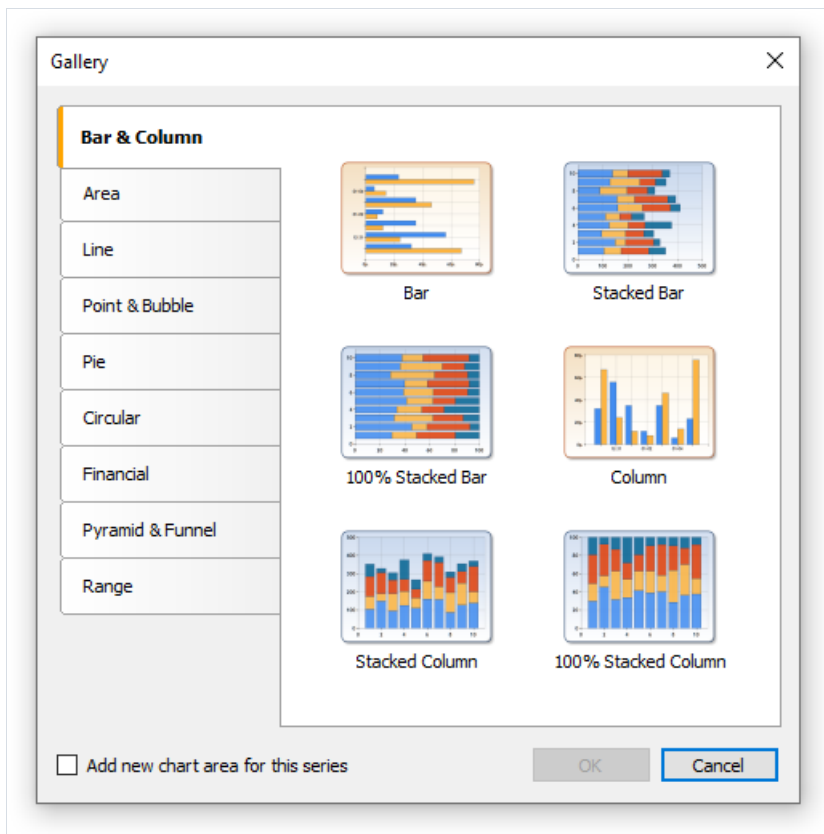 Gallery
Bar & Column
Area
Line
Point & Bubble
Pie
Circular
Financial
Pyramid & Funnel
Range
Bar
Stacked Bar
100% Stacked Bar
Column
Stacked Column
100% Stacked Column
Add new chart area for this series
OK
Cancel